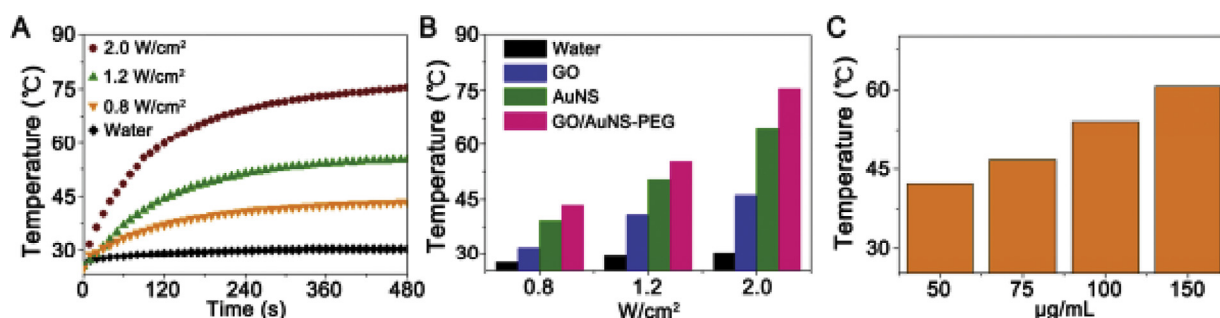 A
Temperature (°C)
90
75
60
45
30
2.0 W/cm²
1.2 W/cm²
0.8 W/cm²
Water
0 120 240 360 480
Time (s)
B
Temperature (°C)
90
75
60
45
30
Water
GO
AuNS
GO/AuNS-PEG
0.8 1.2 2.0
W/cm²
C
Temperature (°C)
60
45
30
50 75 100 150
µg/mL